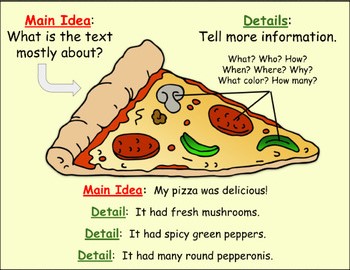 Main Idea:
What is the text
mostly about?
Details:
Tell more information.
What? Who? How?
When? Where? Why?
What color? How many?
Main Idea: My pizza was delicious!
Detail: It had fresh mushrooms.
Detail: It had spicy green peppers.
Detail: It had many round pepperonis.